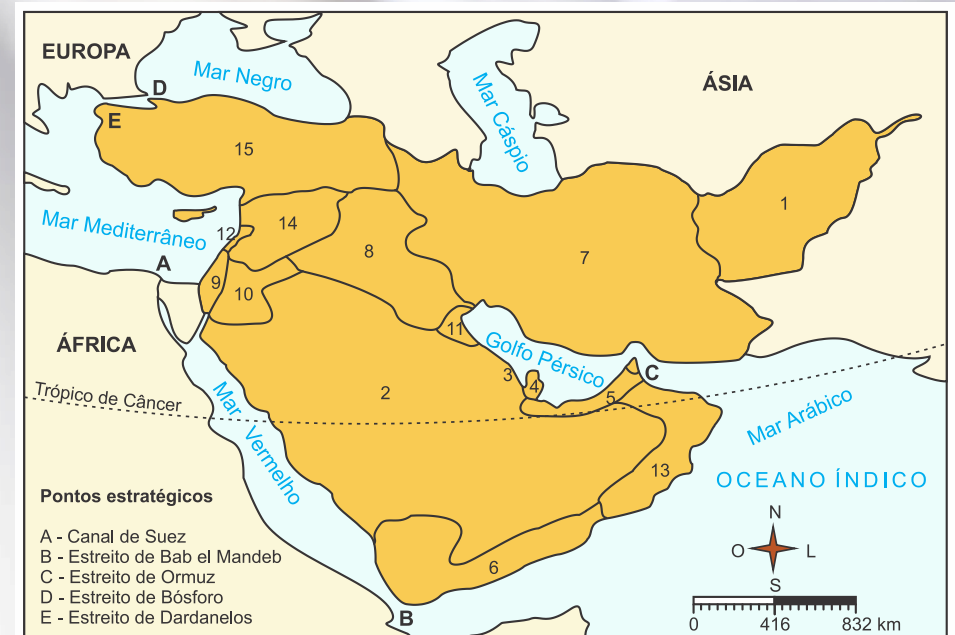 EUROPA
Mar Negro
Mar Cáspio
ÁSIA
D
E
15
1
Mar Mediterrâneo
12
14
8
7
A
9
10
11
ÁFRICA
Golfo Pérsico
3
4
C
5
2
Trópico de Câncer
Mar Vermelho
Mar Arábico
13
OCEANO ÍNDICO
Pontos estratégicos
A - Canal de Suez
B - Estreito de Bab el Mandeb
C - Estreito de Ormuz
D - Estreito de Bósforo
E - Estreito de Dardanelos
6
B
N
O
L
S
0 416 832 km